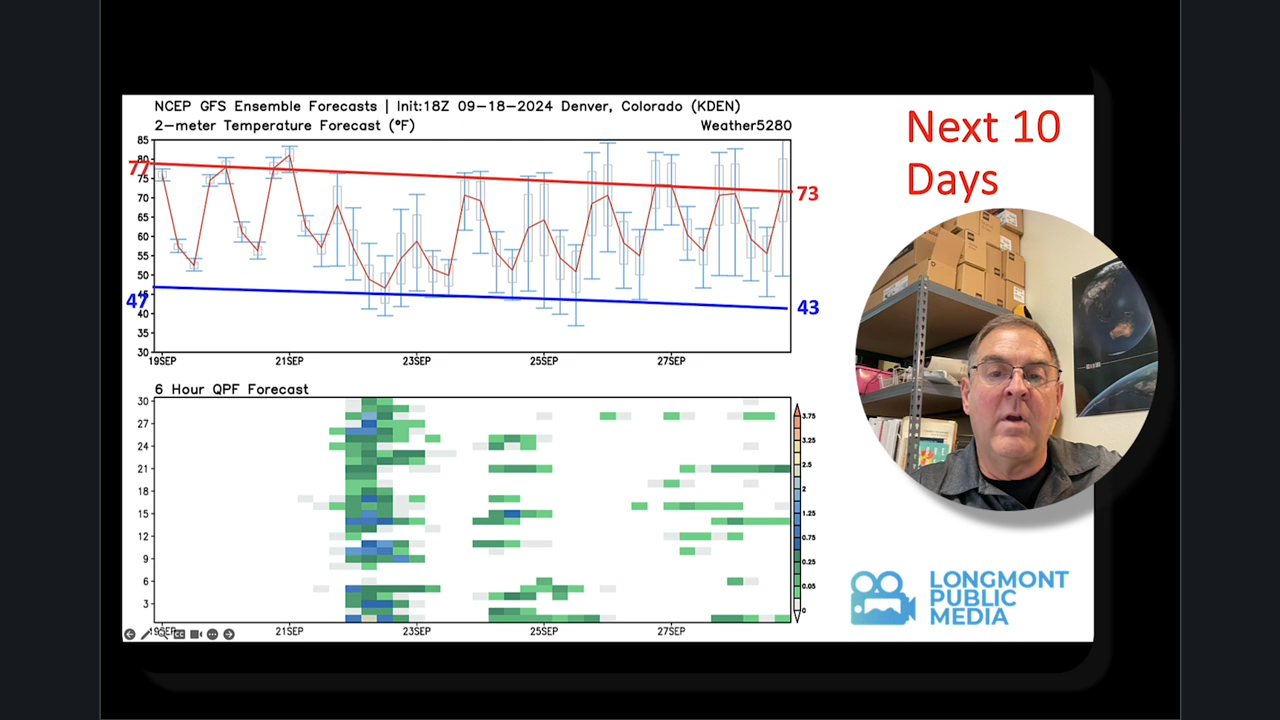 NCEP GFS Ensemble Forecasts | Init:18Z 09-18-2024 Denver, Colorado (KDEN)
2-meter Temperature Forecast (°F)
Weather5280
Next 10
Days
85
80
75
70
65
60
55
50
45
40
35
30
77
47
73
43
19SEP
21SEP
23SEP
25SEP
27SEP
6 Hour QPF Forecast
30
27
24
21
18
15
12
9
6
3
3.75
3.25
2.5
2
1.25
0.75
0.25
0.05
0
19SEP
21SEP
23SEP
25SEP
27SEP
LONGMONT
PUBLIC
MEDIA